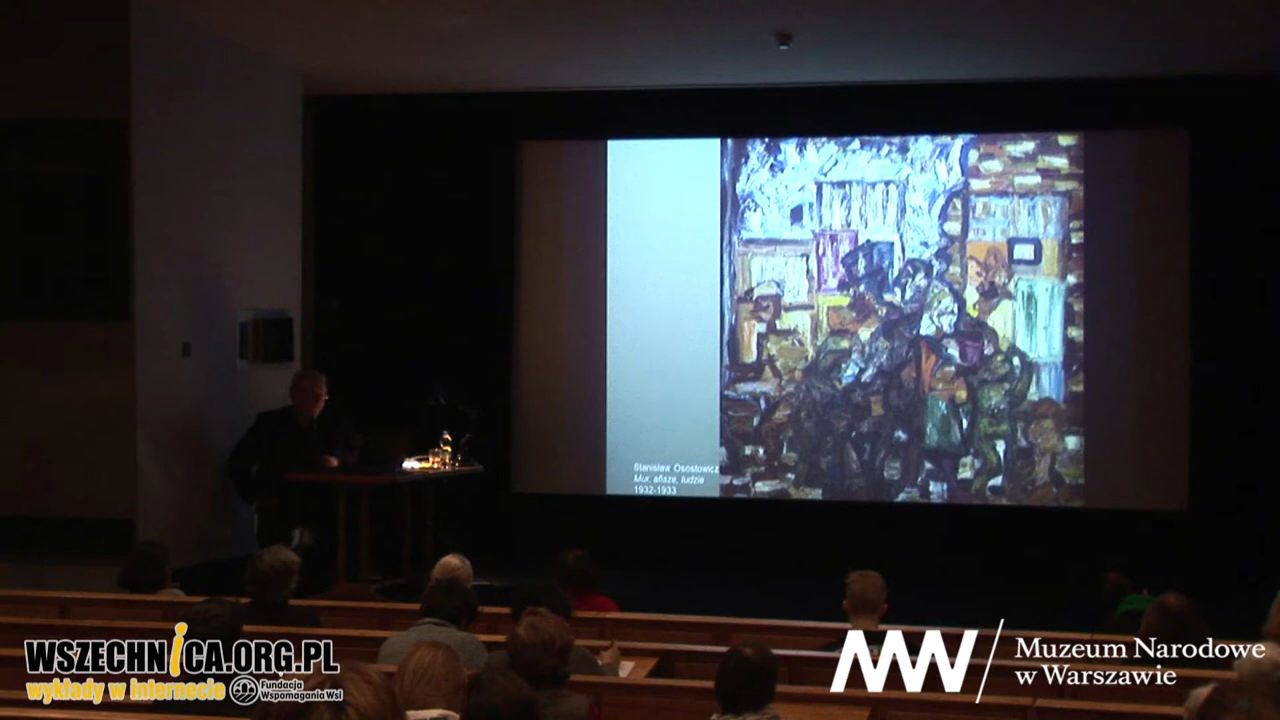 Stanisław Osostowicz
Mur, afisze, ludzie
1932-1933
WSZECHNICA.ORG.PL
wykłady w internecie
Fundacja
Wspomagania Wsi
Muzeum Narodowe
w Warszawie